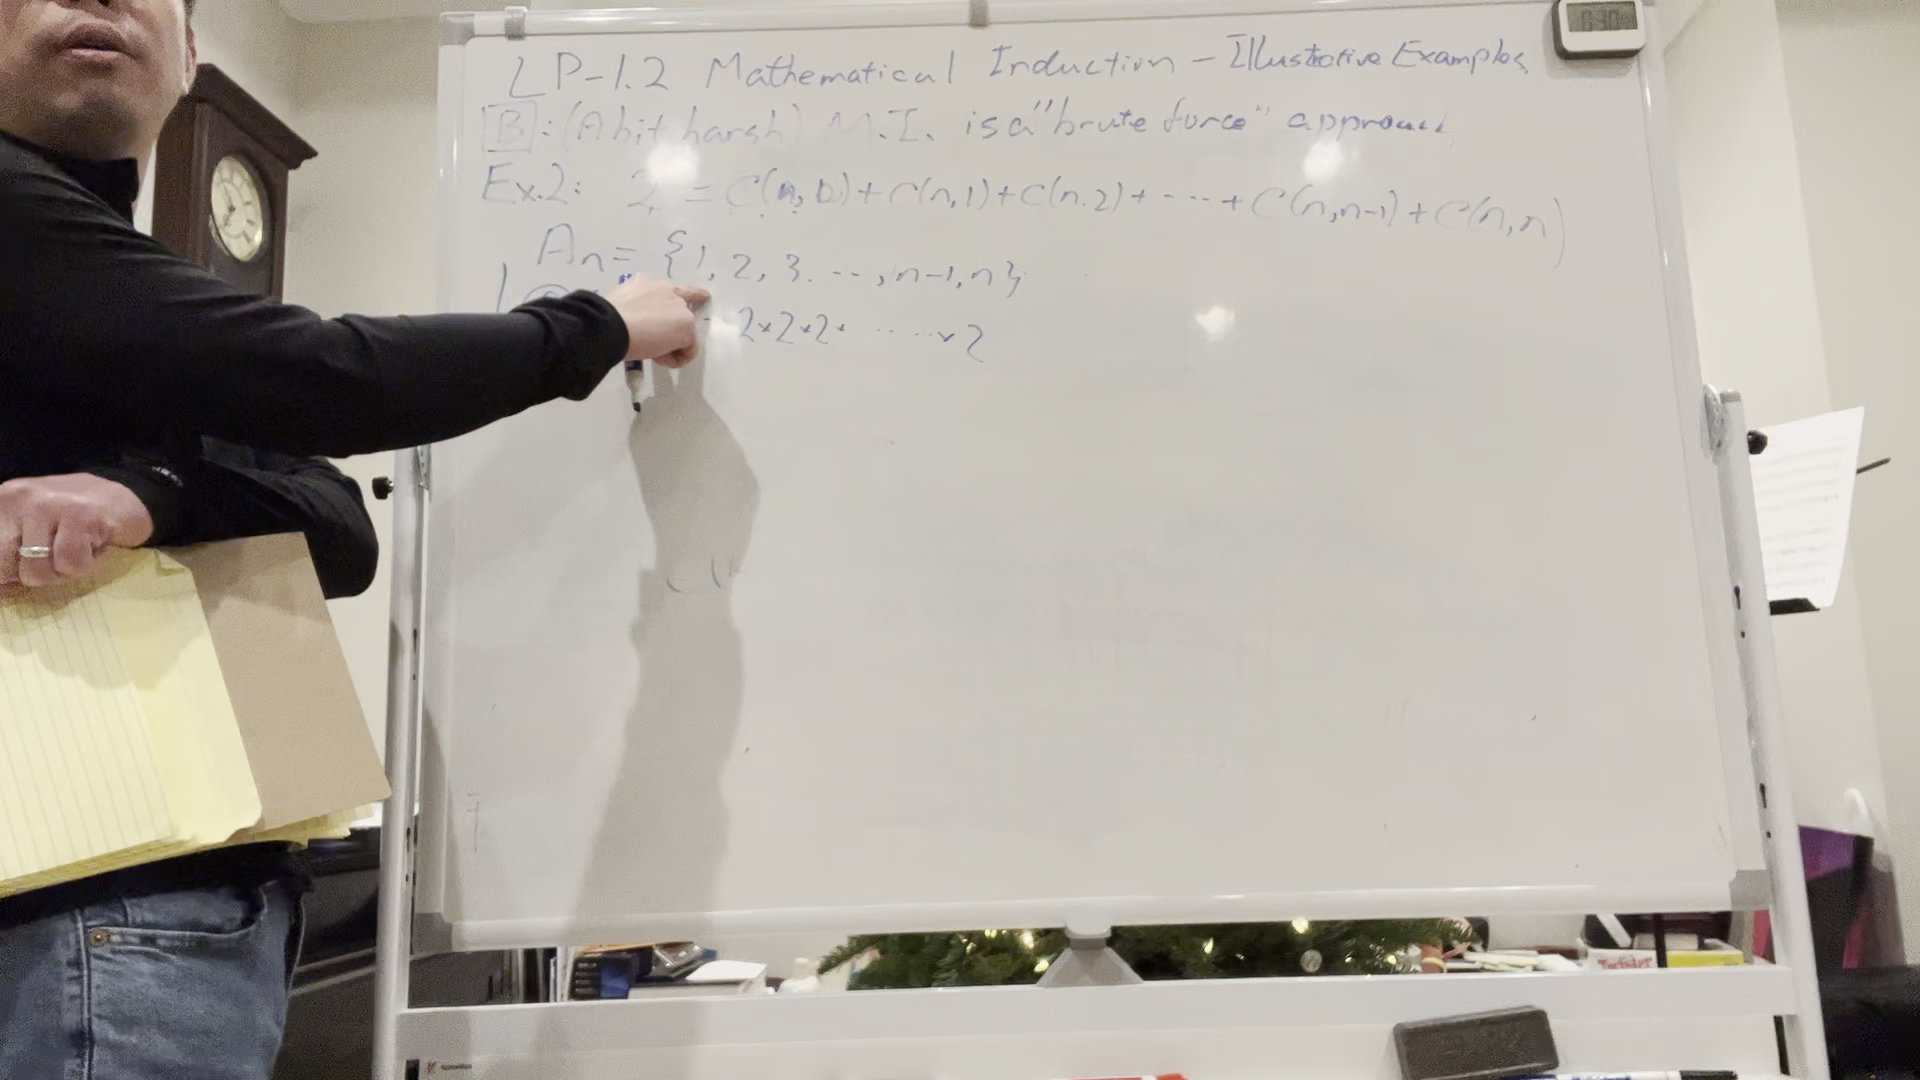 LP-1.2 Mathematical Induction - Illustrative Examples
B: (A bit harsh) M.I. is a "brute force" approach
Ex.2: 2 = C(n,0)+C(n,1)+C(n,2)+ --- + C(n,n-1)+C(n,n)
An = {1, 2, 3. --, n-1, n}
2×2×2× ..... × 2